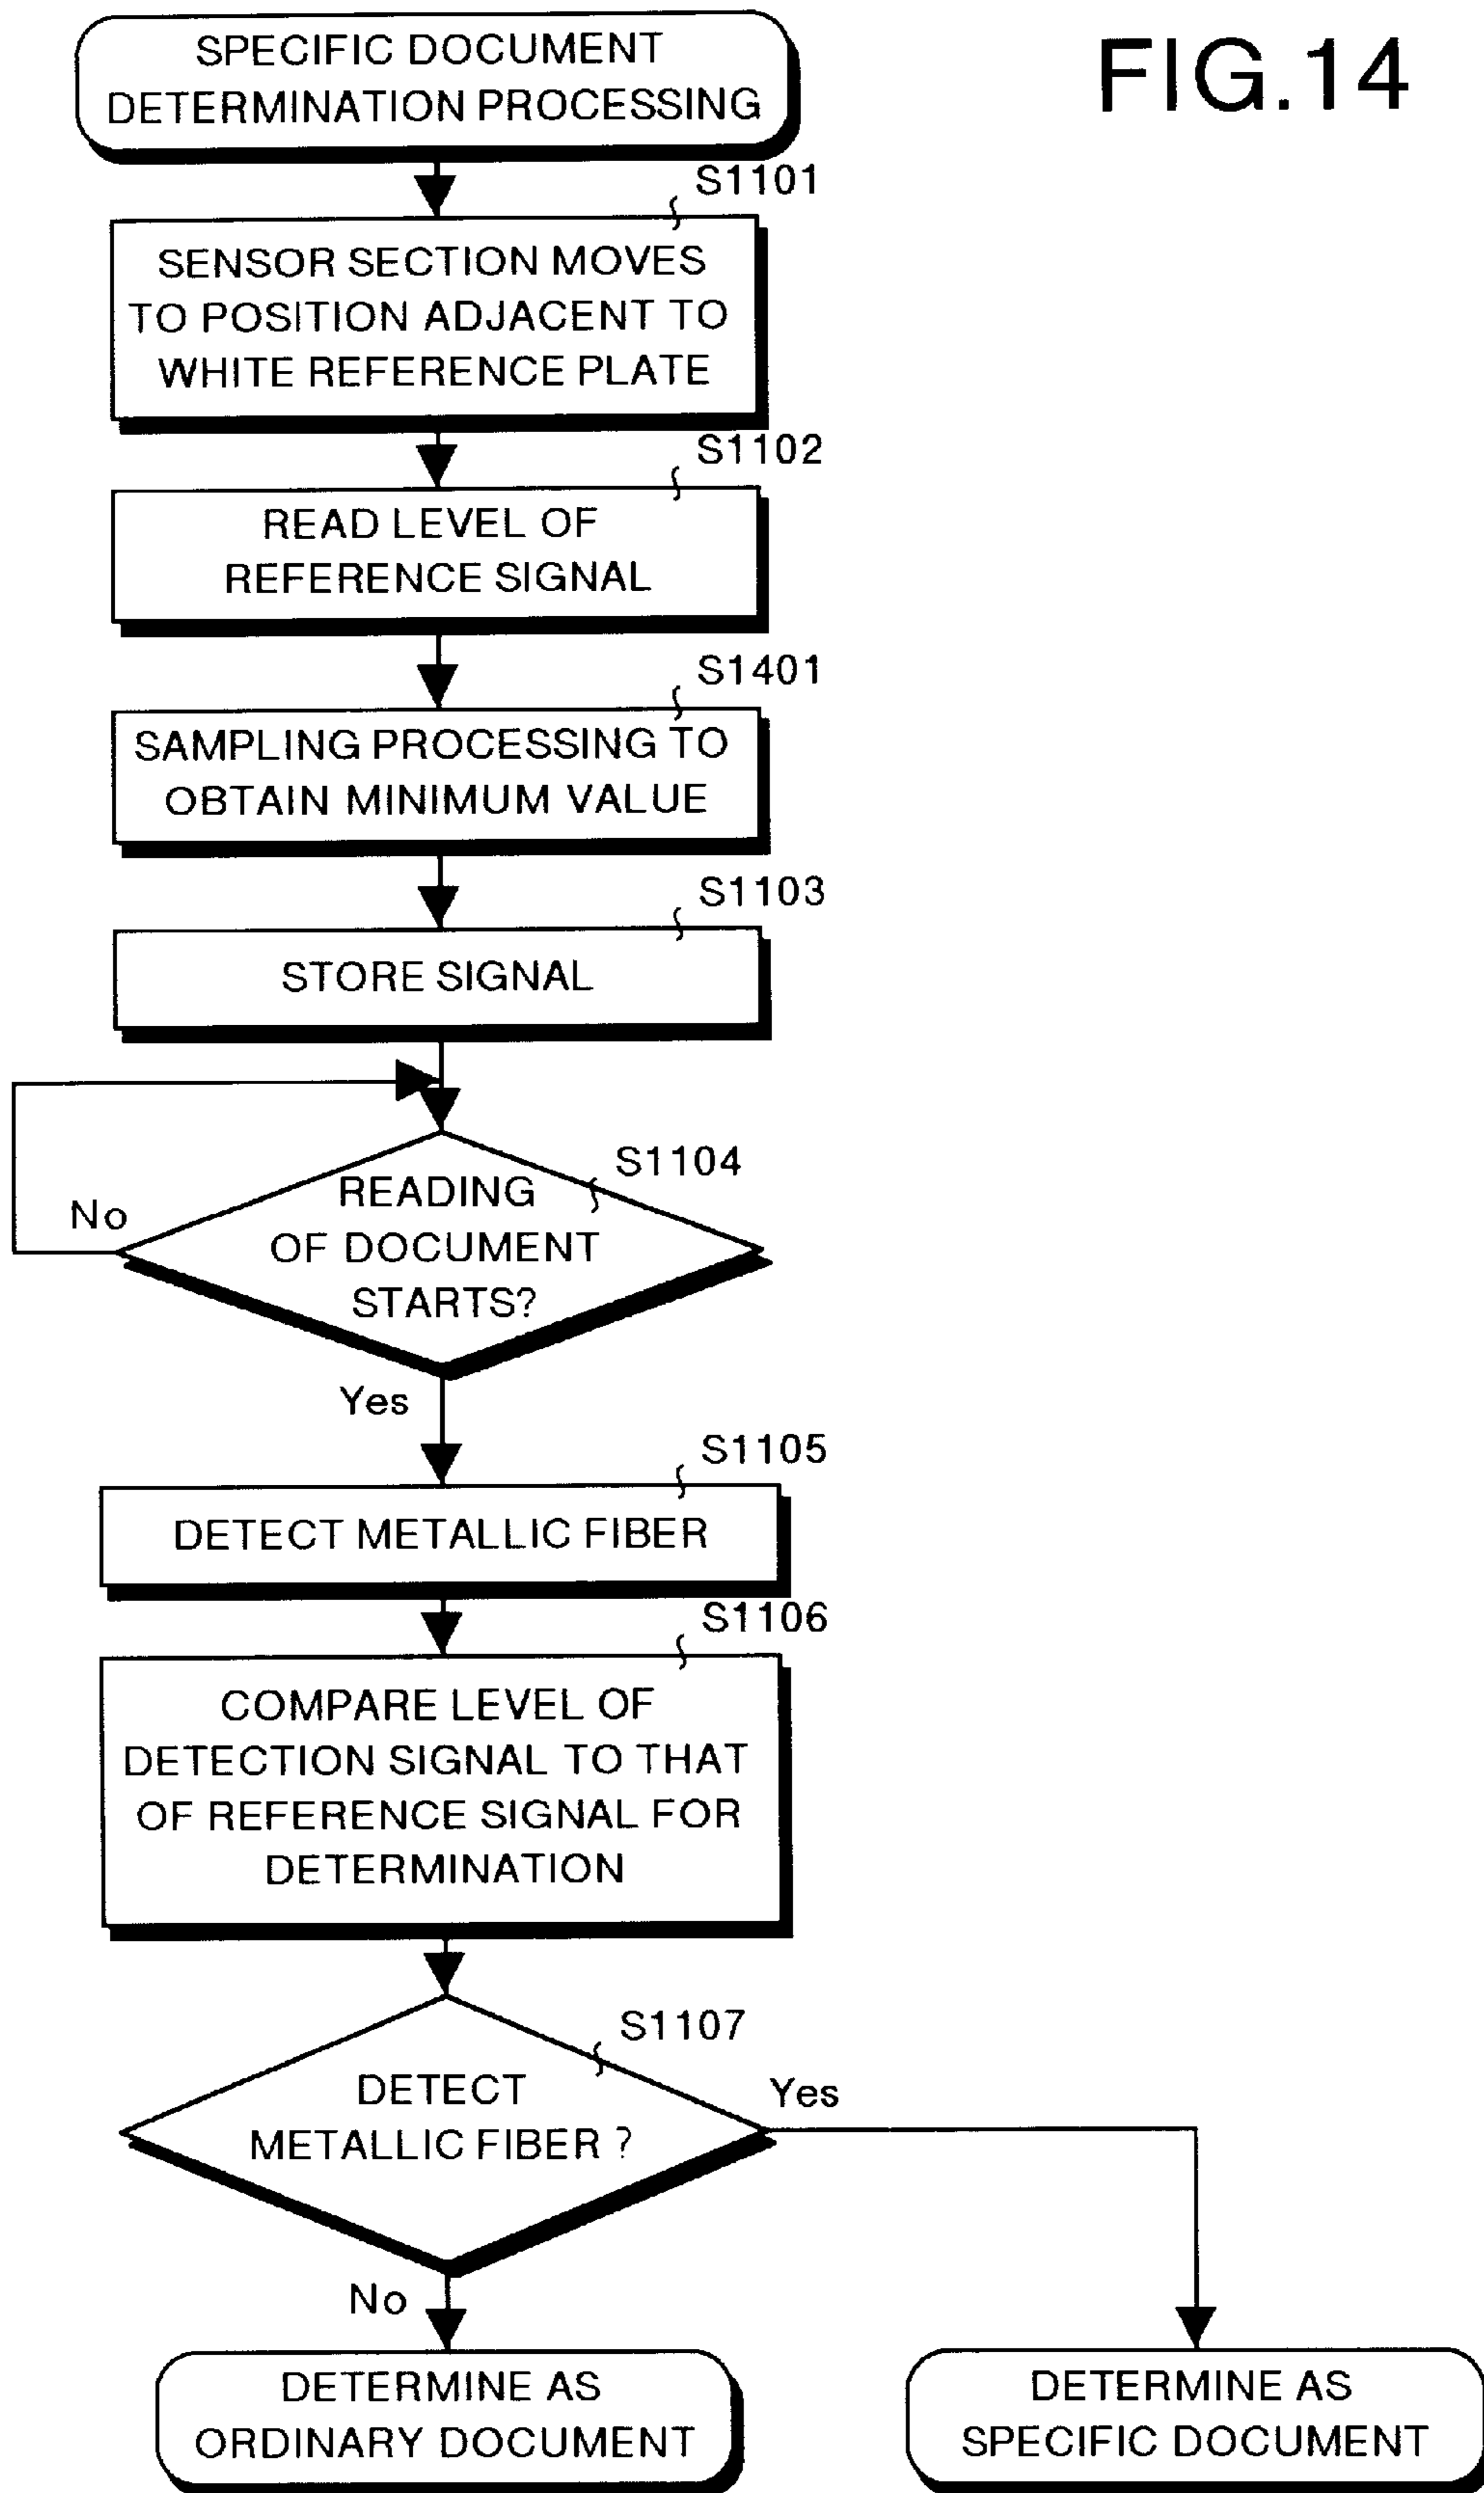 FIG.14
SPECIFIC DOCUMENT
DETERMINATION PROCESSING
S1101
SENSOR SECTION MOVES
TO POSITION ADJACENT TO
WHITE REFERENCE PLATE
S1102
READ LEVEL OF
REFERENCE SIGNAL
S1401
SAMPLING PROCESSING TO
OBTAIN MINIMUM VALUE
S1103
STORE SIGNAL
S1104
READING
OF DOCUMENT
STARTS?
No
Yes
S1105
DETECT METALLIC FIBER
S1106
COMPARE LEVEL OF
DETECTION SIGNAL TO THAT
OF REFERENCE SIGNAL FOR
DETERMINATION
S1107
DETECT
METALLIC FIBER ?
Yes
No
DETERMINE AS
ORDINARY DOCUMENT
DETERMINE AS
SPECIFIC DOCUMENT